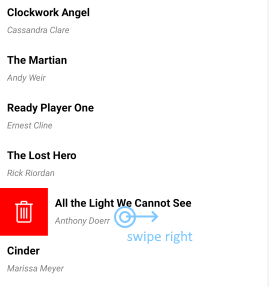 Clockwork Angel
Cassandra Clare
The Martian
Andy Weir
Ready Player One
Ernest Cline
The Lost Hero
Rick Riordan
All the Light We Cannot See
Anthony Doerr
swipe right
Cinder
Marissa Meyer